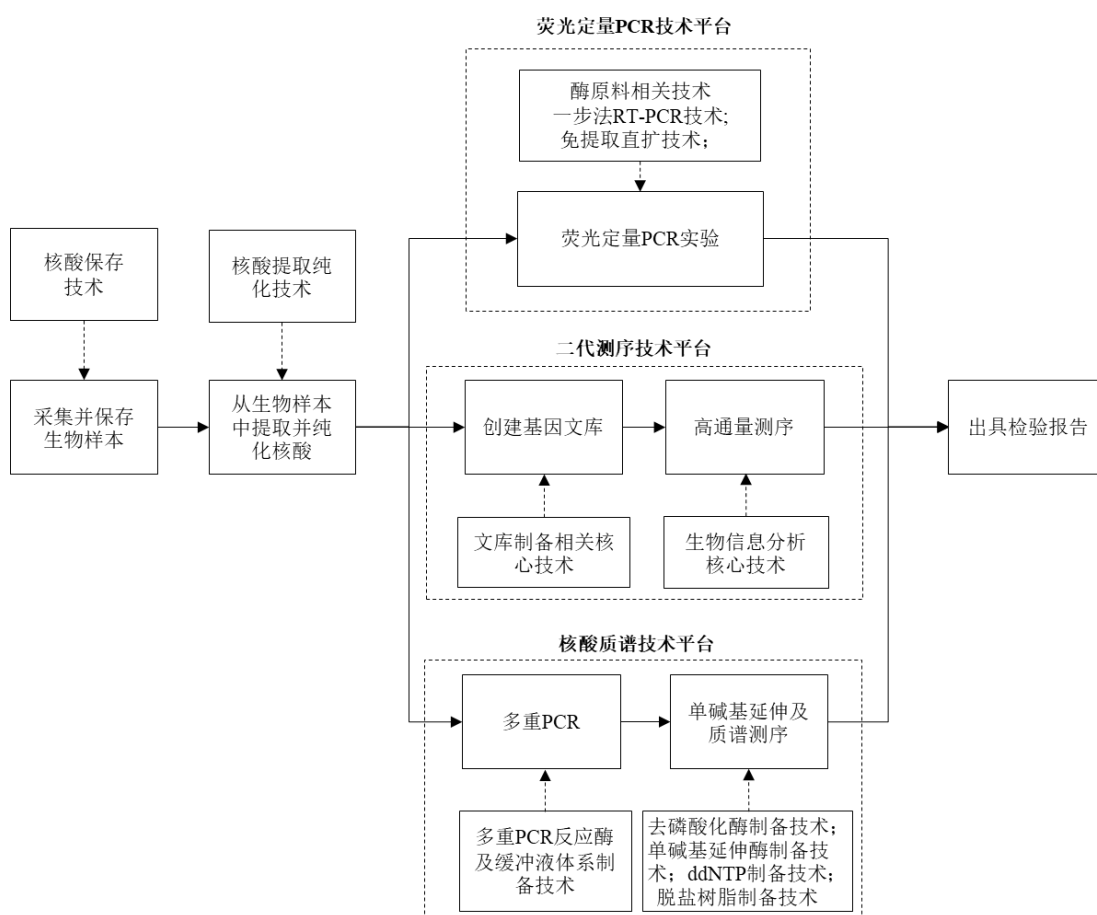 荧光定量PCR技术平台
酶原料相关技术
一步法RT-PCR技术;
免提取直扩技术；
荧光定量PCR实验
核酸保存
技术
核酸提取纯
化技术
采集并保存
生物样本
从生物样本
中提取并纯
化核酸
二代测序技术平台
创建基因文库
高通量测序
文库制备相关核
心技术
生物信息分析
核心技术
出具检验报告
核酸质谱技术平台
多重PCR
单碱基延伸及
质谱测序
多重PCR反应酶
及缓冲液体系制
备技术
去磷酸化酶制备技术；
单碱基延伸酶制备技
术；ddNTP制备技术；
脱盐树脂制备技术